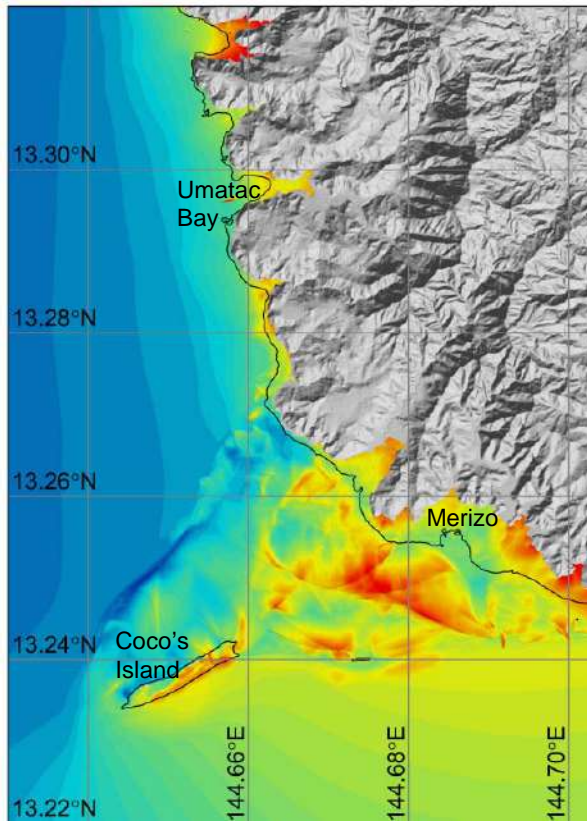 13.30°N
Umatac
Bay
13.28°N
13.26°N
Merizo
Coco's
Island
13.24°N
144.66°E
144.68°E
144.70°E
13.22°N